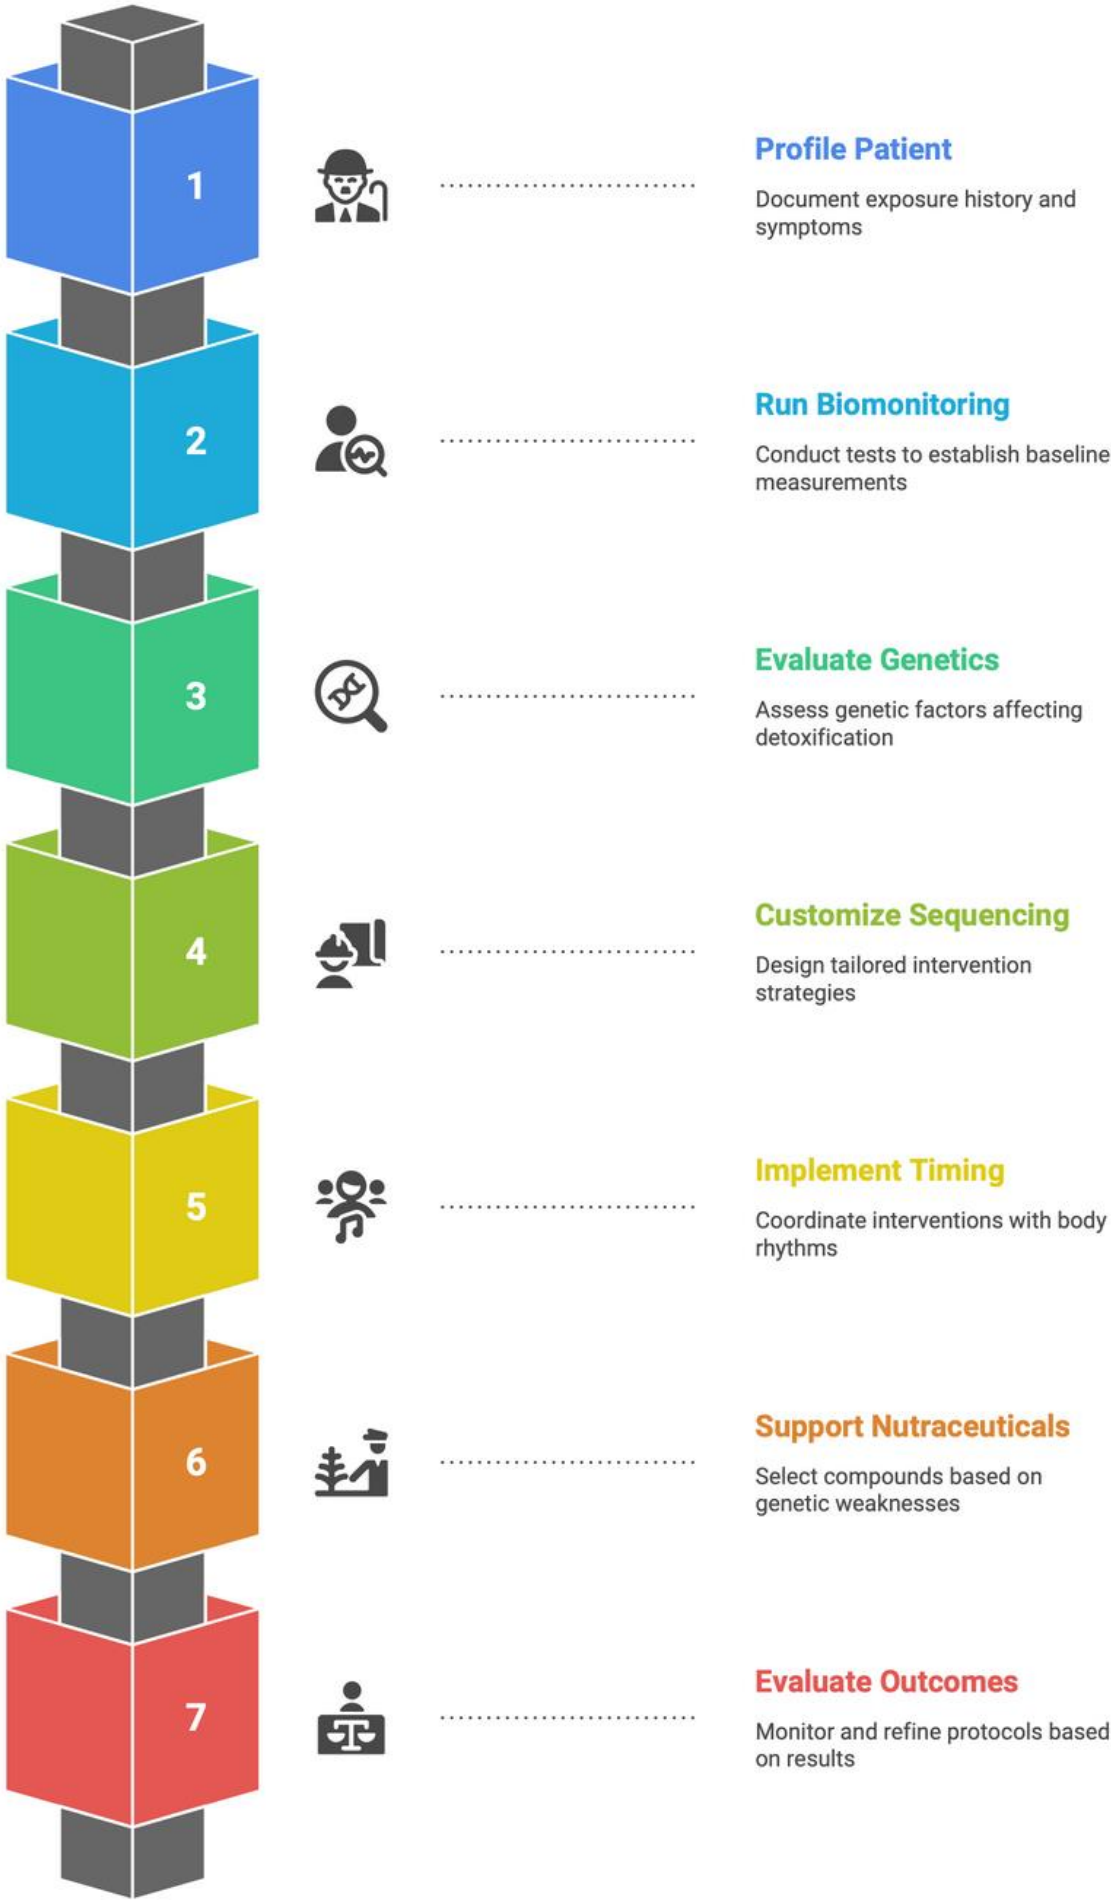 1
Profile Patient
Document exposure history and
symptoms
2
Run Biomonitoring
Conduct tests to establish baseline
measurements
3
Evaluate Genetics
Assess genetic factors affecting
detoxification
4
Customize Sequencing
Design tailored intervention
strategies
5
Implement Timing
Coordinate interventions with body
rhythms
6
Support Nutraceuticals
Select compounds based on
genetic weaknesses
7
Evaluate Outcomes
Monitor and refine protocols based
on results